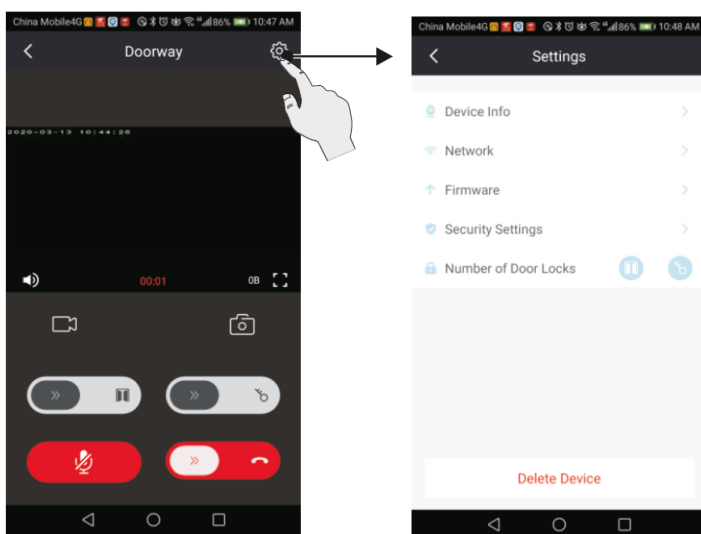 China Mobile4G 86% 10:47 AM
Doorway
2020-03-13 10:44:26
00:01
0B
China Mobile4G 86% 10:48 AM
Settings
Device Info
Network
Firmware
Security Settings
Number of Door Locks
Delete Device